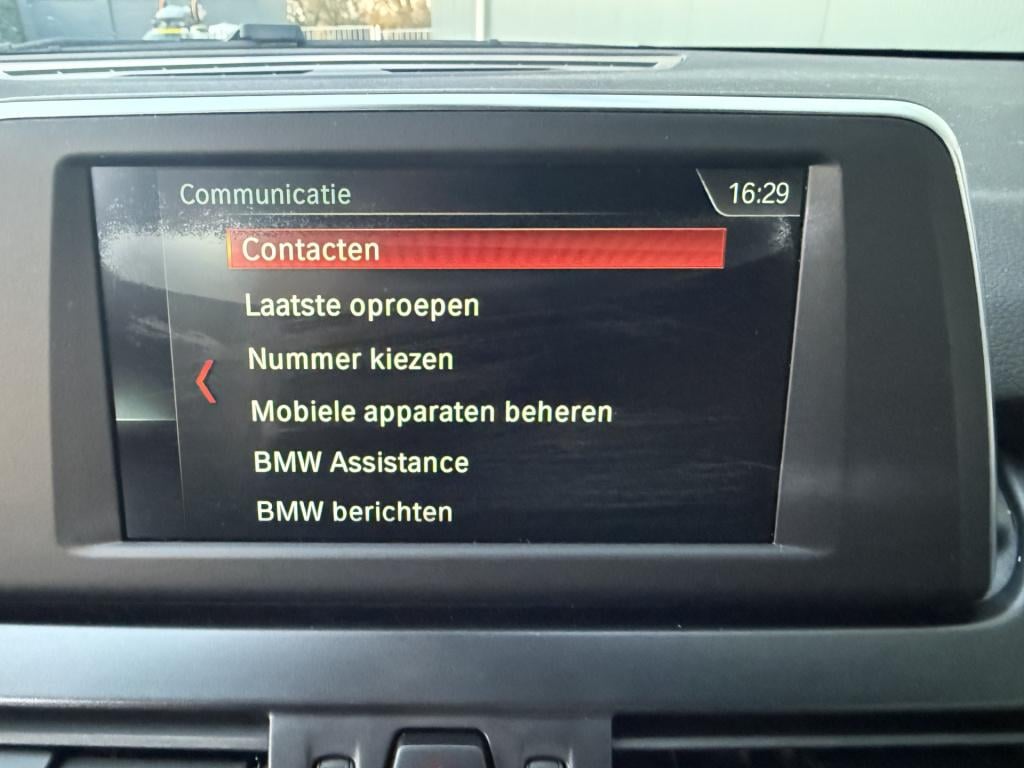 Communicatie
16:29
Contacten
Laatste oproepen
Nummer kiezen
Mobiele apparaten beheren
BMW Assistance
BMW berichten